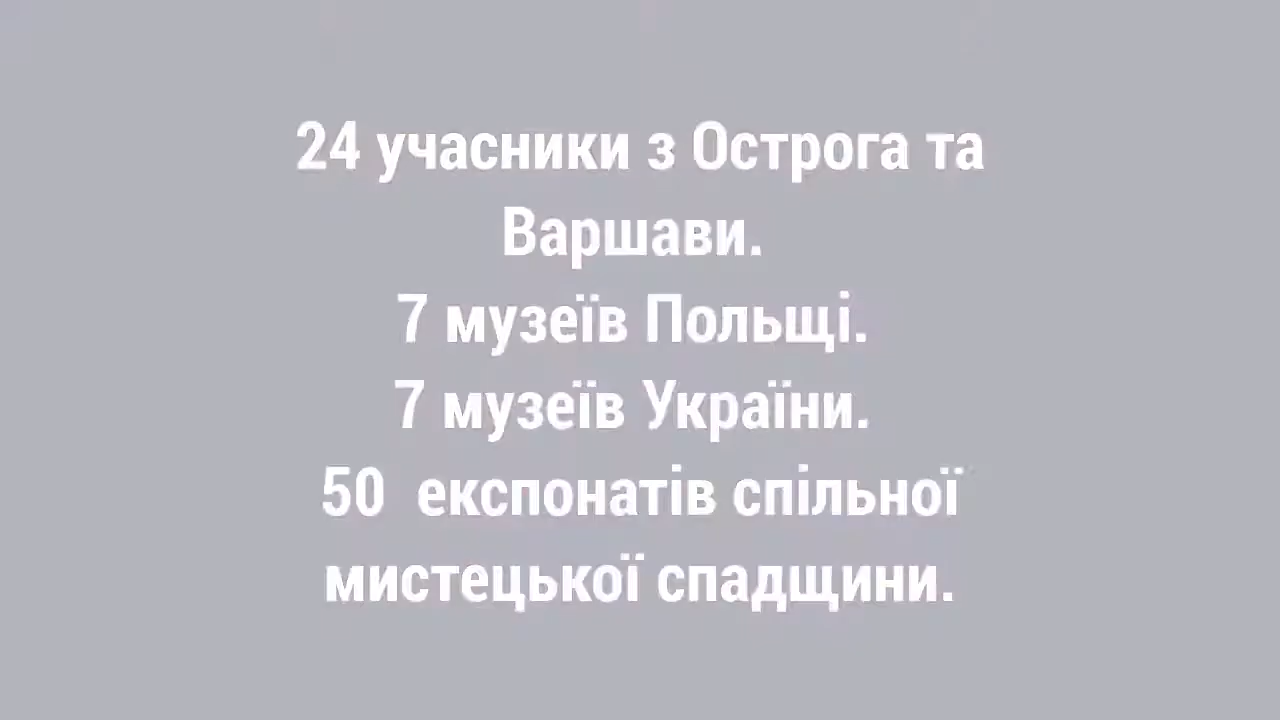 24 учасники з Острога та
Варшави.
7 музеїв Польщі.
7 музеїв України.
50  експонатів спільної
мистецької спадщини.